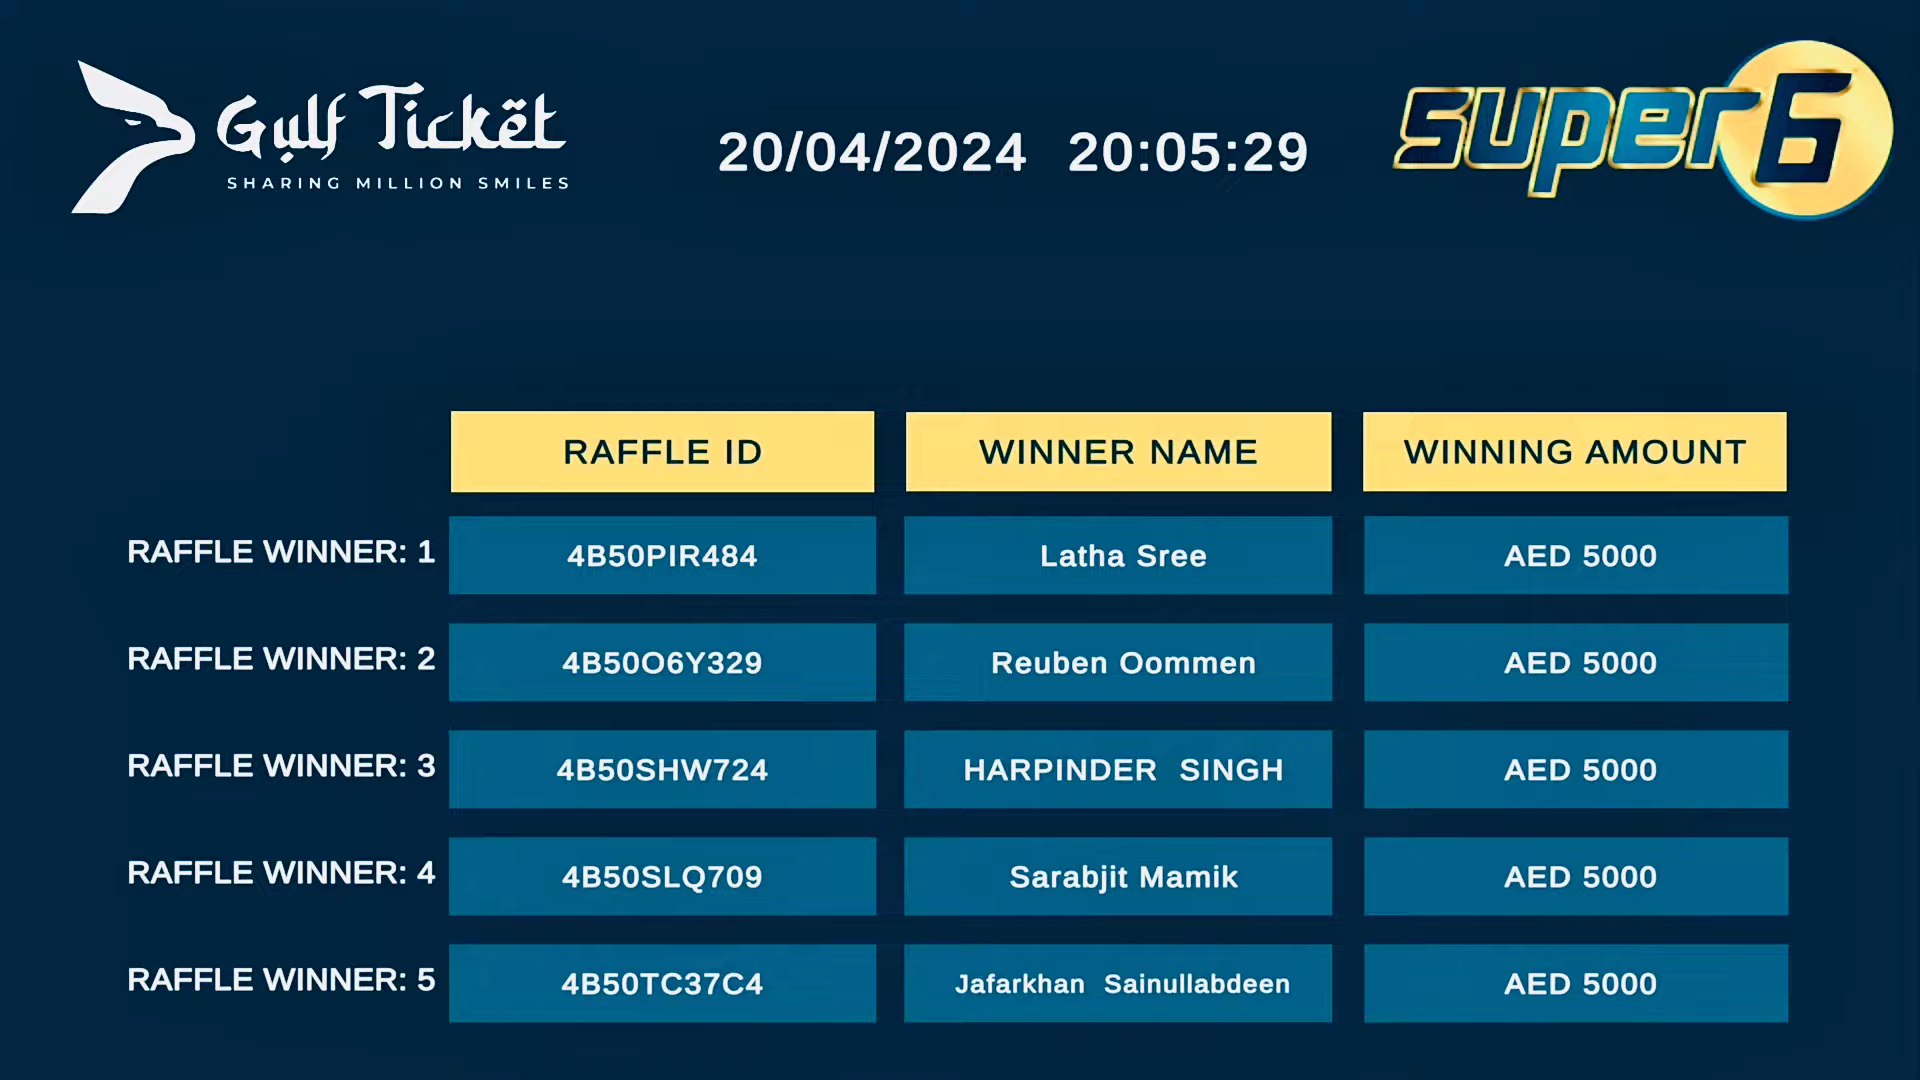 Gulf Ticket
SHARING MILLION SMILES
20/04/2024 20:05:29
super 6
RAFFLE ID WINNER NAME WINNING AMOUNT
RAFFLE WINNER: 1 4B50PIR484 Latha Sree AED 5000
RAFFLE WINNER: 2 4B50O6Y329 Reuben Oommen AED 5000
RAFFLE WINNER: 3 4B50SHW724 HARPINDER SINGH AED 5000
RAFFLE WINNER: 4 4B50SLQ709 Sarabjit Mamik AED 5000
RAFFLE WINNER: 5 4B50TC37C4 Jafarkhan Sainullabdeen AED 5000